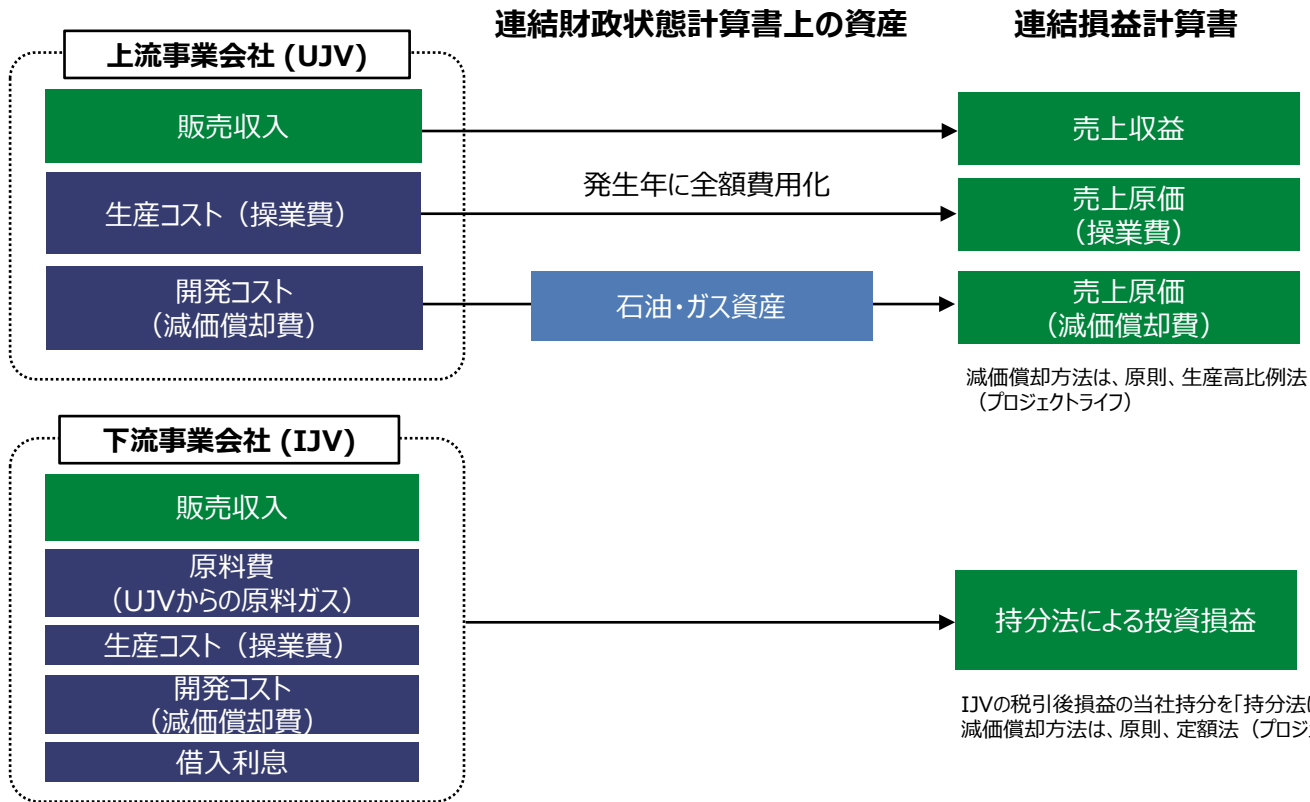 連結財政状態計算書上の資産
連結損益計算書
上流事業会社 (UJV)
販売収入
売上収益
生産コスト（操業費）
発生年に全額費用化
売上原価
（操業費）
開発コスト
（減価償却費）
石油・ガス資産
売上原価
（減価償却費）
減価償却方法は、原則、生産高比例法
（プロジェクトライフ）
下流事業会社 (IJV)
販売収入
原料費
（UJVからの原料ガス）
生産コスト（操業費）
開発コスト
（減価償却費）
借入利息
持分法による投資損益
IJVの税引後損益の当社持分を「持分法
減価償却方法は、原則、定額法（プロジ